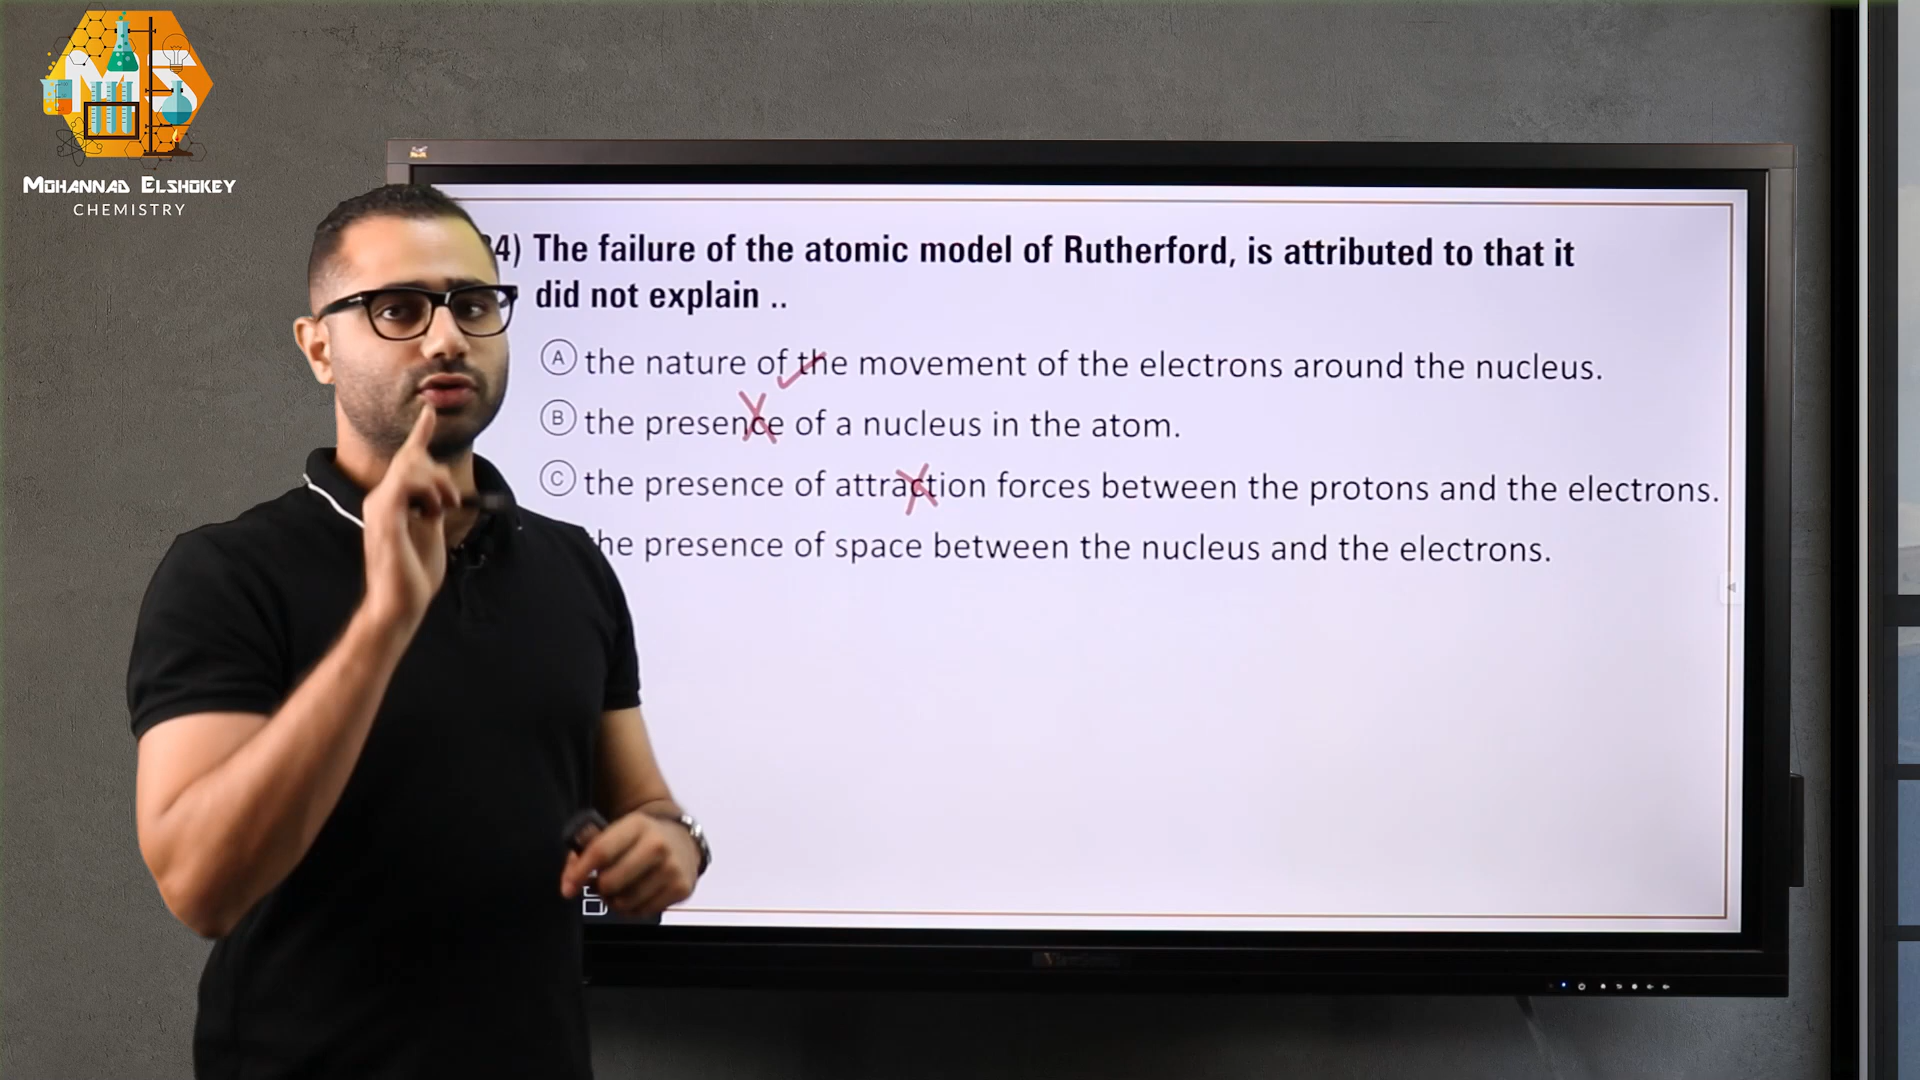 MS
MOHANNAD ELSHOKEY
CHEMISTRY
4) The failure of the atomic model of Rutherford, is attributed to that it
did not explain ..
A the nature of the movement of the electrons around the nucleus.
B the presence of a nucleus in the atom.
C the presence of attraction forces between the protons and the electrons.
the presence of space between the nucleus and the electrons.